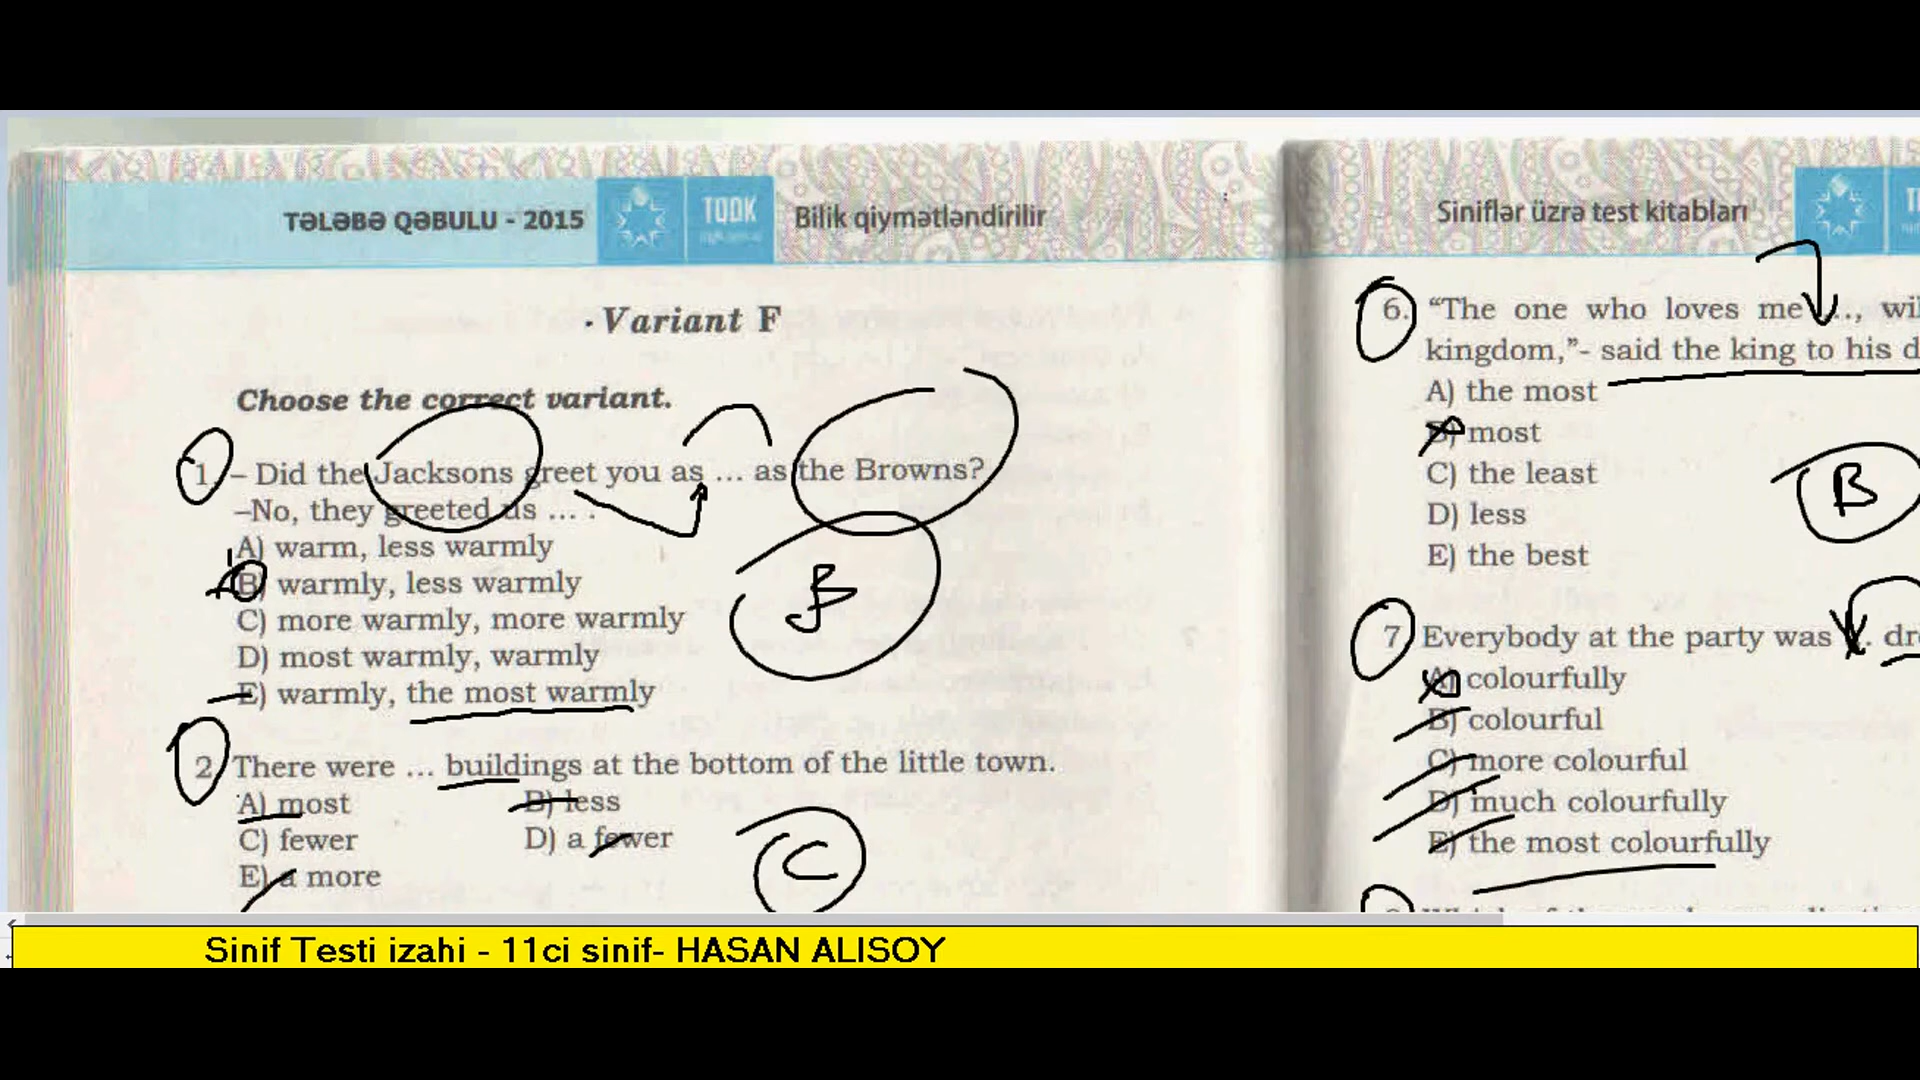 TƏLƏBƏ QƏBULU - 2015
TQDK
Bilik qiymətləndirilir
Variant F
Choose the correct variant.
1. – Did the Jacksons greet you as ... as the Browns?
–No, they greeted us ... .
A) warm, less warmly
B) warmly, less warmly
C) more warmly, more warmly
D) most warmly, warmly
E) warmly, the most warmly
B
2. There were ... buildings at the bottom of the little town.
A) most
B) less
C) fewer
D) a fewer
E) a more
C
Siniflər üzrə test kitabları
6. “The one who loves me ..., wil
kingdom,”- said the king to his d
A) the most
B) most
C) the least
D) less
E) the best
B
7. Everybody at the party was ... dre
A) colourfully
B) colourful
C) more colourful
D) much colourfully
E) the most colourfully
Sinif Testi izahi - 11ci sinif- HASAN ALISOY